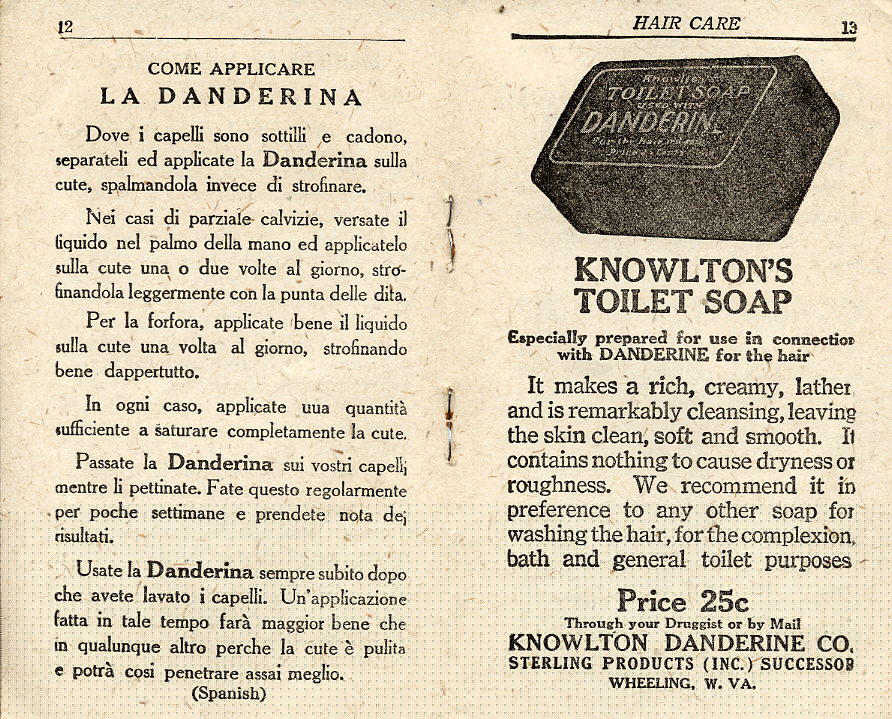 12
COME APPLICARE
LA DANDERINA
Dove i capelli sono sottilli e cadono,
separateli ed applicate la Danderina sulla
cute, spalmandola invece di strofinare.
Nei casi di parziale calvizie, versate il
liquido nel palmo della mano ed applicatelo
sulla cute una o due volte al giorno, stro-
finandola leggermente con la punta delle dita.
Per la forfora, applicate bene il liquido
sulla cute una volta al giorno, strofinando
bene dappertutto.
In ogni caso, applicate uua quantità
sufficiente a saturare completamente la cute.
Passate la Danderina sui vostri capelli
mentre li pettinate. Fate questo regolarmente
per poche settimane e prendete nota dei
risultati.
Usate la Danderina sempre subito dopo
che avete lavato i capelli. Un'applicazione
fatta in tale tempo farà maggior bene che
in qualunque altro perche la cute è pulita
e potrà cosi penetrare assai meglio.
(Spanish)
HAIR CARE 13
Knowlton's
TOILET SOAP
USED WITH
DANDERINE
KNOWLTON'S
TOILET SOAP
Especially prepared for use in connection
with DANDERINE for the hair
It makes a rich, creamy, lather
and is remarkably cleansing, leaving
the skin clean, soft and smooth. It
contains nothing to cause dryness or
roughness. We recommend it in
preference to any other soap for
washing the hair, for the complexion,
bath and general toilet purposes
Price 25c
Through your Druggist or by Mail
KNOWLTON DANDERINE CO.
STERLING PRODUCTS (INC.) SUCCESSOR
WHEELING, W. VA.